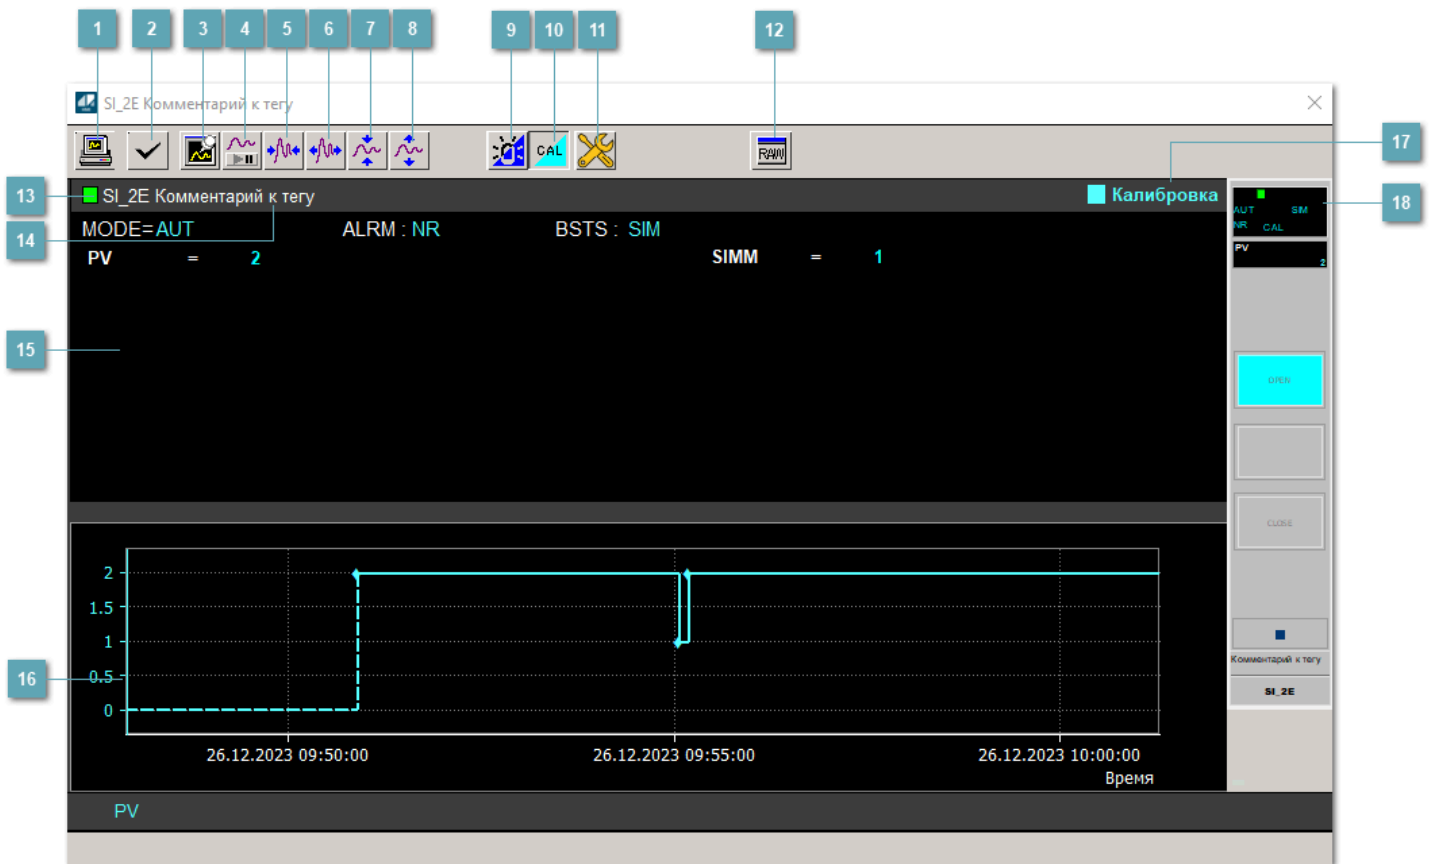 1 2 3 4 5 6 7 8 9 10 11 12
SI_2E Комментарий к тегу
CAL RAW
17
13 SI_2E Комментарий к тегу Калибровка
18
AUT SIM
NR CAL
14
MODE=AUT ALRM : NR BSTS : SIM
PV = 2 SIMM = 1
PV
2
15
OPEN
CLOSE
2
1.5
1
16
0.5
0
26.12.2023 09:50:00 26.12.2023 09:55:00 26.12.2023 10:00:00
Время
Комментарий к тегу
SI_2E
PV